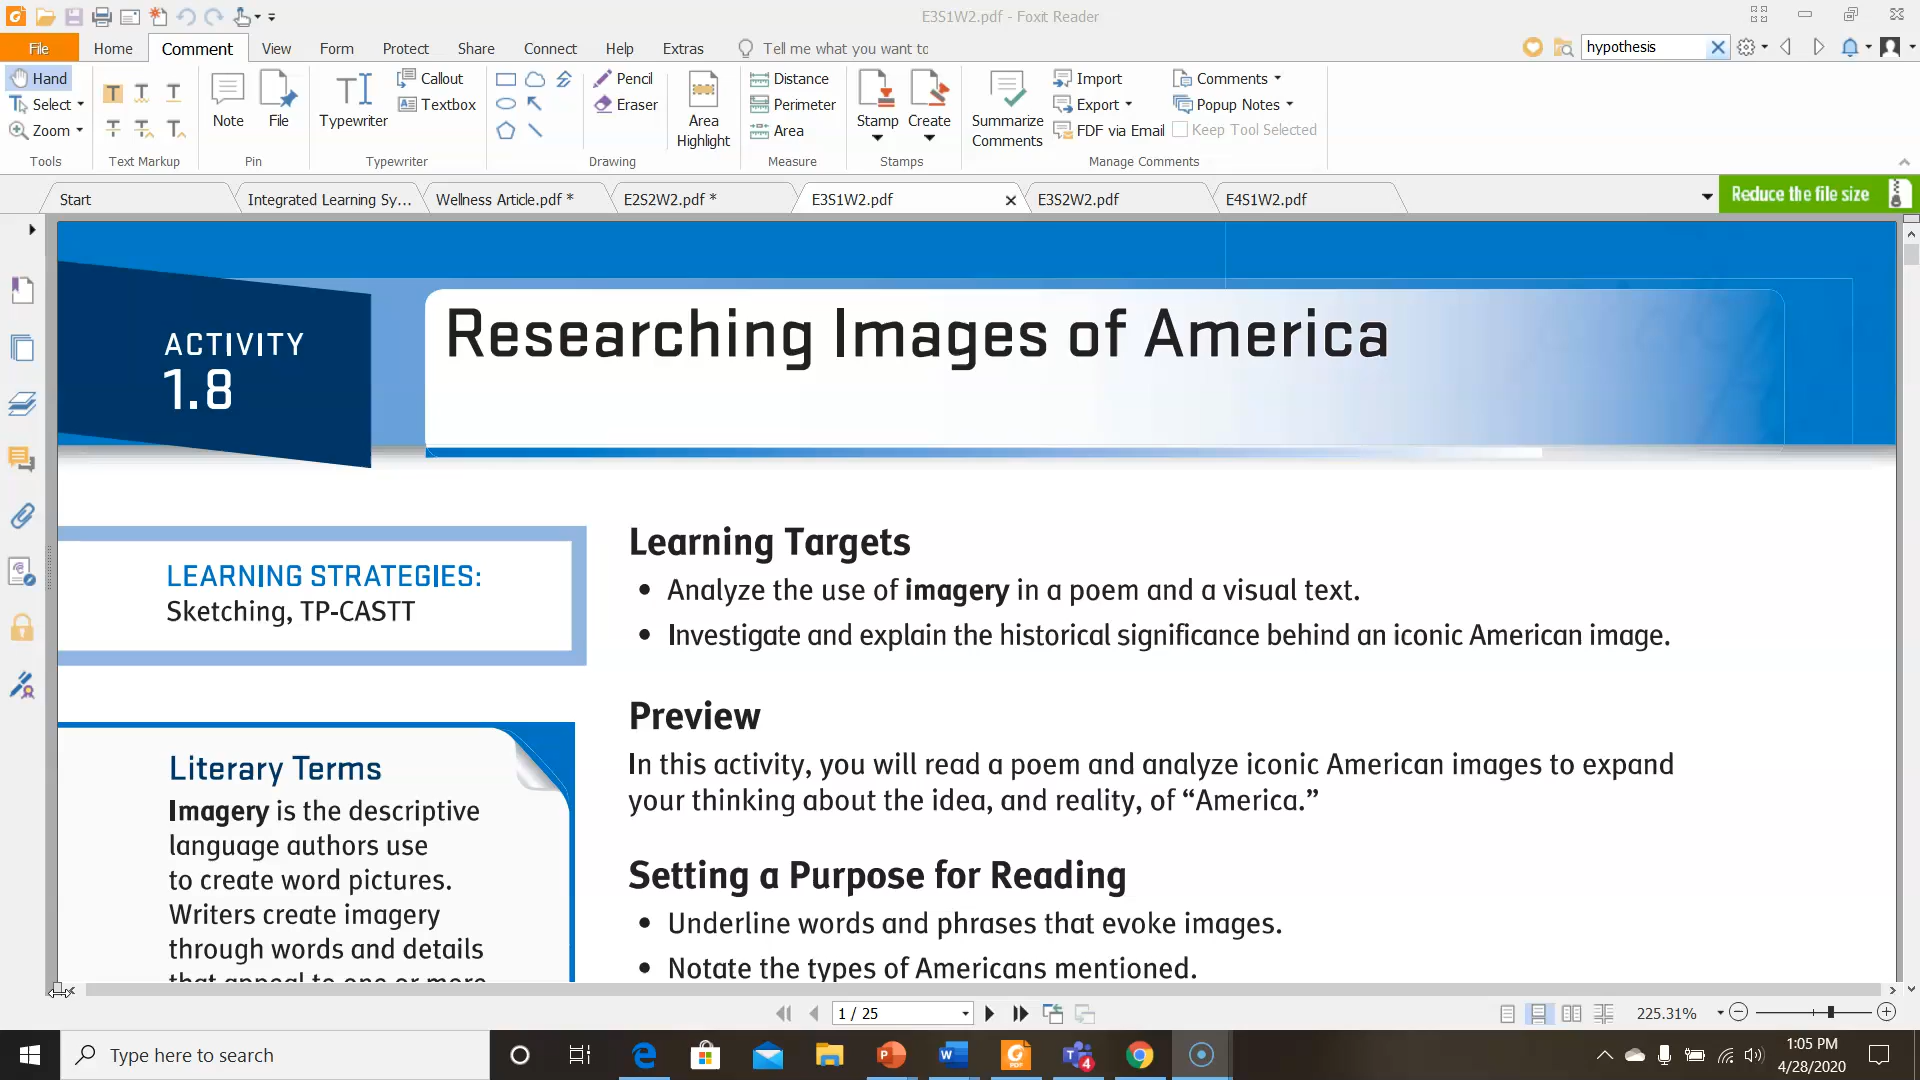 E3S1W2.pdf - Foxit Reader
File Home Comment View Form Protect Share Connect Help Extras Tell me what you want to hypothesis
Hand
Select
Zoom
Tools
Text Markup
Note
File
Pin
Typewriter
Callout
Textbox
Typewriter
Pencil
Eraser
Drawing
Area
Highlight
Distance
Perimeter
Area
Measure
Stamp
Create
Stamps
Summarize
Comments
Import
Export
FDF via Email
Comments
Popup Notes
Keep Tool Selected
Manage Comments
Start
Integrated Learning Sy...
Wellness Article.pdf *
E2S2W2.pdf *
E3S1W2.pdf
E3S2W2.pdf
E4S1W2.pdf
Reduce the file size
ACTIVITY
1.8
Researching Images of America
LEARNING STRATEGIES:
Sketching, TP-CASTT
Literary Terms
Imagery is the descriptive
language authors use
to create word pictures.
Writers create imagery
through words and details
that appeal to one or more
Learning Targets
• Analyze the use of imagery in a poem and a visual text.
• Investigate and explain the historical significance behind an iconic American image.
Preview
In this activity, you will read a poem and analyze iconic American images to expand
your thinking about the idea, and reality, of “America.”
Setting a Purpose for Reading
• Underline words and phrases that evoke images.
• Notate the types of Americans mentioned.
1 / 25
225.31%
Type here to search
4
1:05 PM
4/28/2020